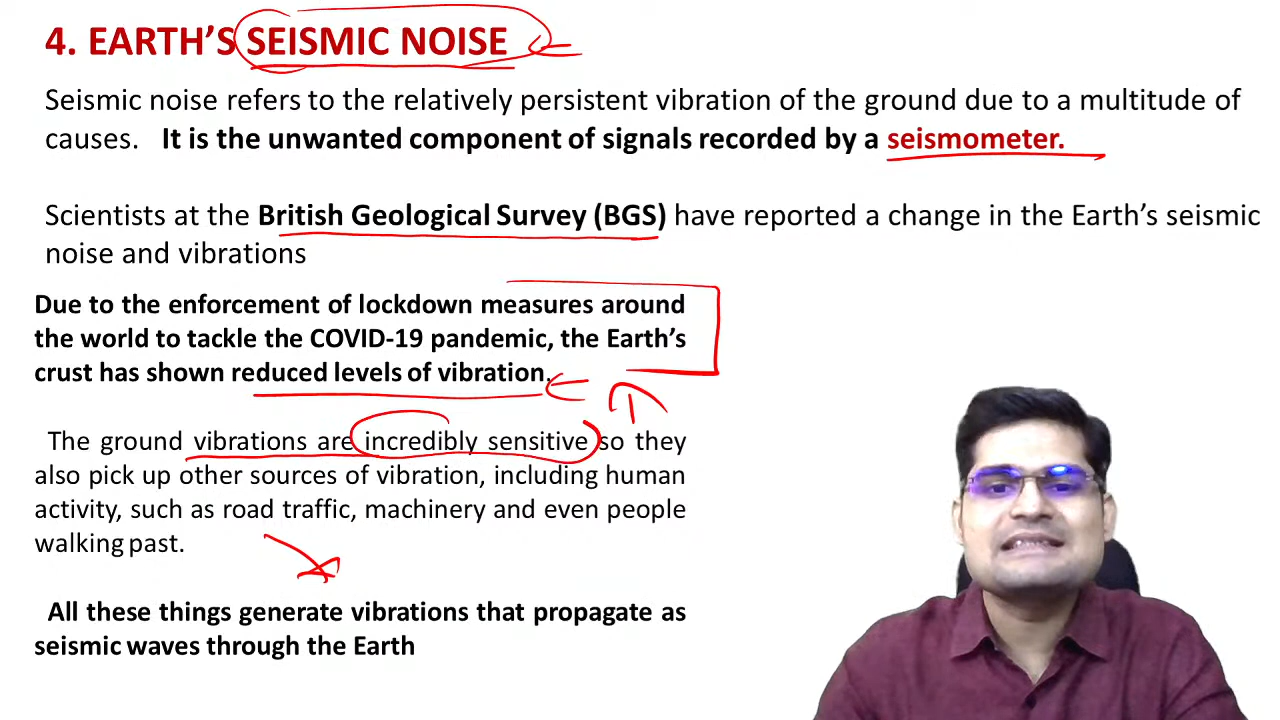 4. EARTH'S SEISMIC NOISE
Seismic noise refers to the relatively persistent vibration of the ground due to a multitude of
causes. It is the unwanted component of signals recorded by a seismometer.
Scientists at the British Geological Survey (BGS) have reported a change in the Earth's seismic
noise and vibrations
Due to the enforcement of lockdown measures around
the world to tackle the COVID-19 pandemic, the Earth's
crust has shown reduced levels of vibration.
The ground vibrations are incredibly sensitive so they
also pick up other sources of vibration, including human
activity, such as road traffic, machinery and even people
walking past.
All these things generate vibrations that propagate as
seismic waves through the Earth